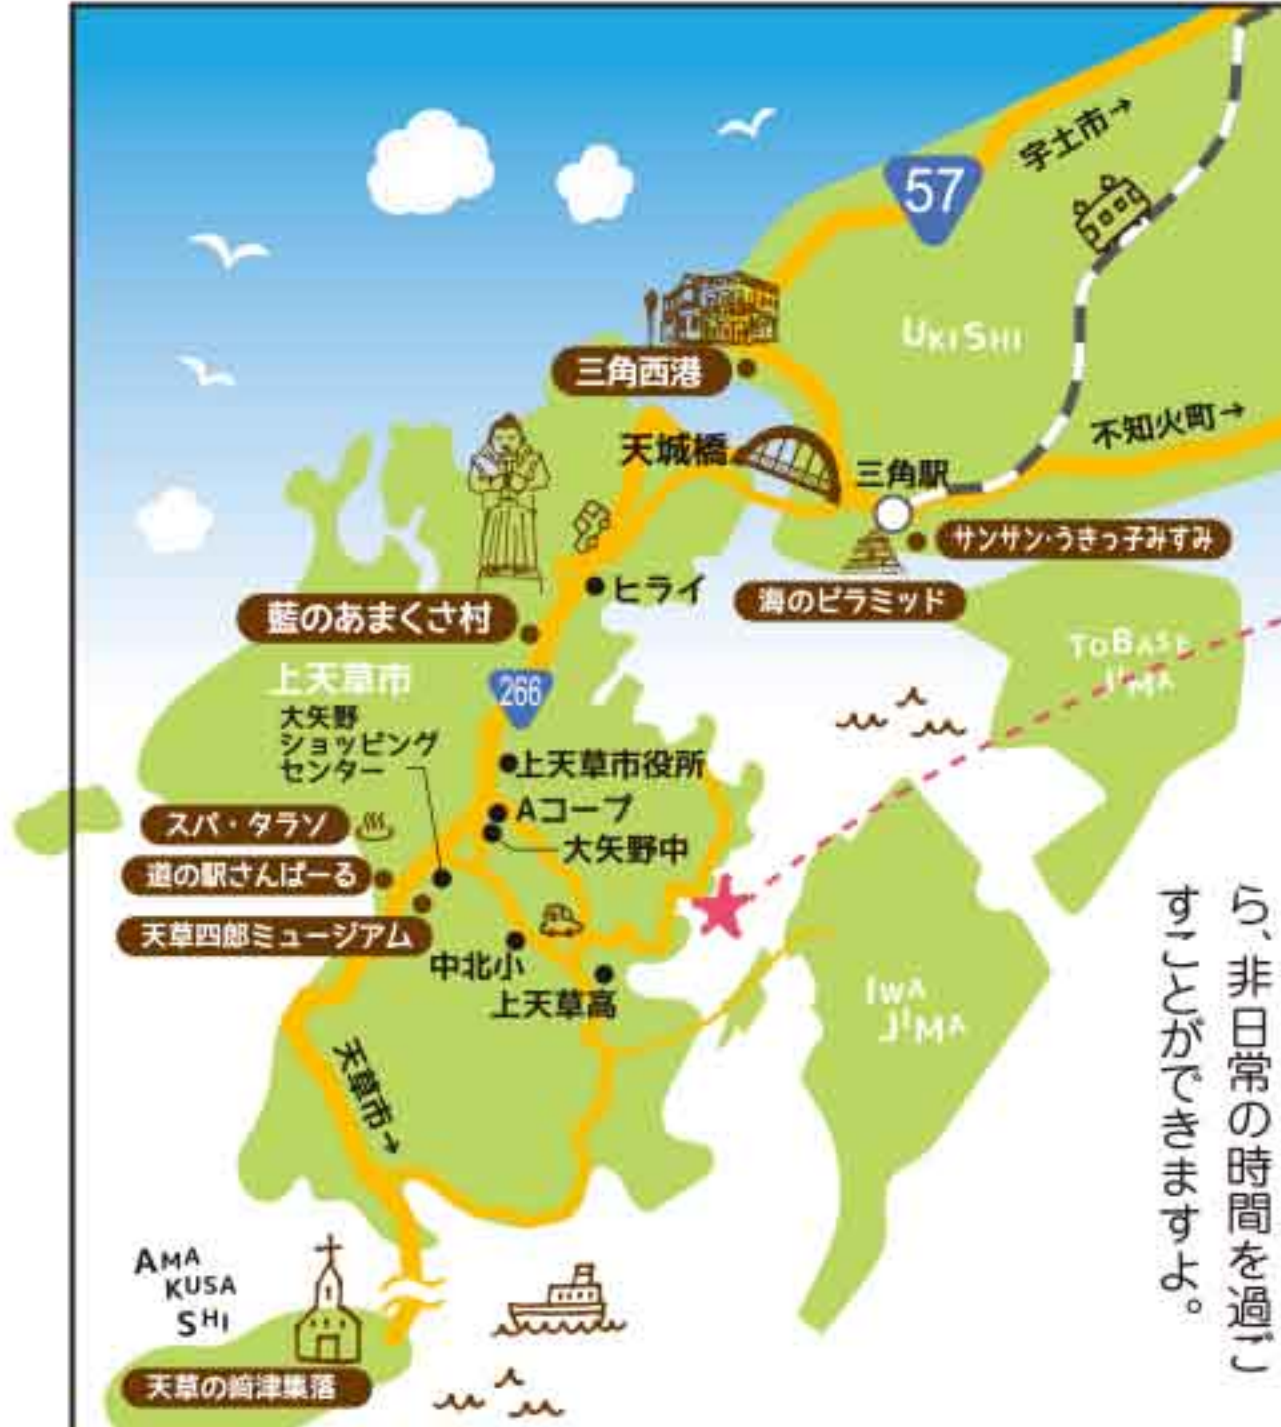 宇土市→
57
UKISHI
三角西港
不知火町→
天城橋
三角駅
サンサン・うきっ子みすみ
ヒライ
海のピラミッド
藍のあまくさ村
TOBASE
JIMA
上天草市
266
大矢野
ショッピング
センター
上天草市役所
Aコープ
スパ・タラソ
大矢野中
道の駅さんぱーる
天草四郎ミュージアム
中北小
上天草高
IWA
JIMA
天草市→
AMA
KUSA
SHI
天草の﨑津集落
ら、非日常の時間を過ご
すことができますよ。